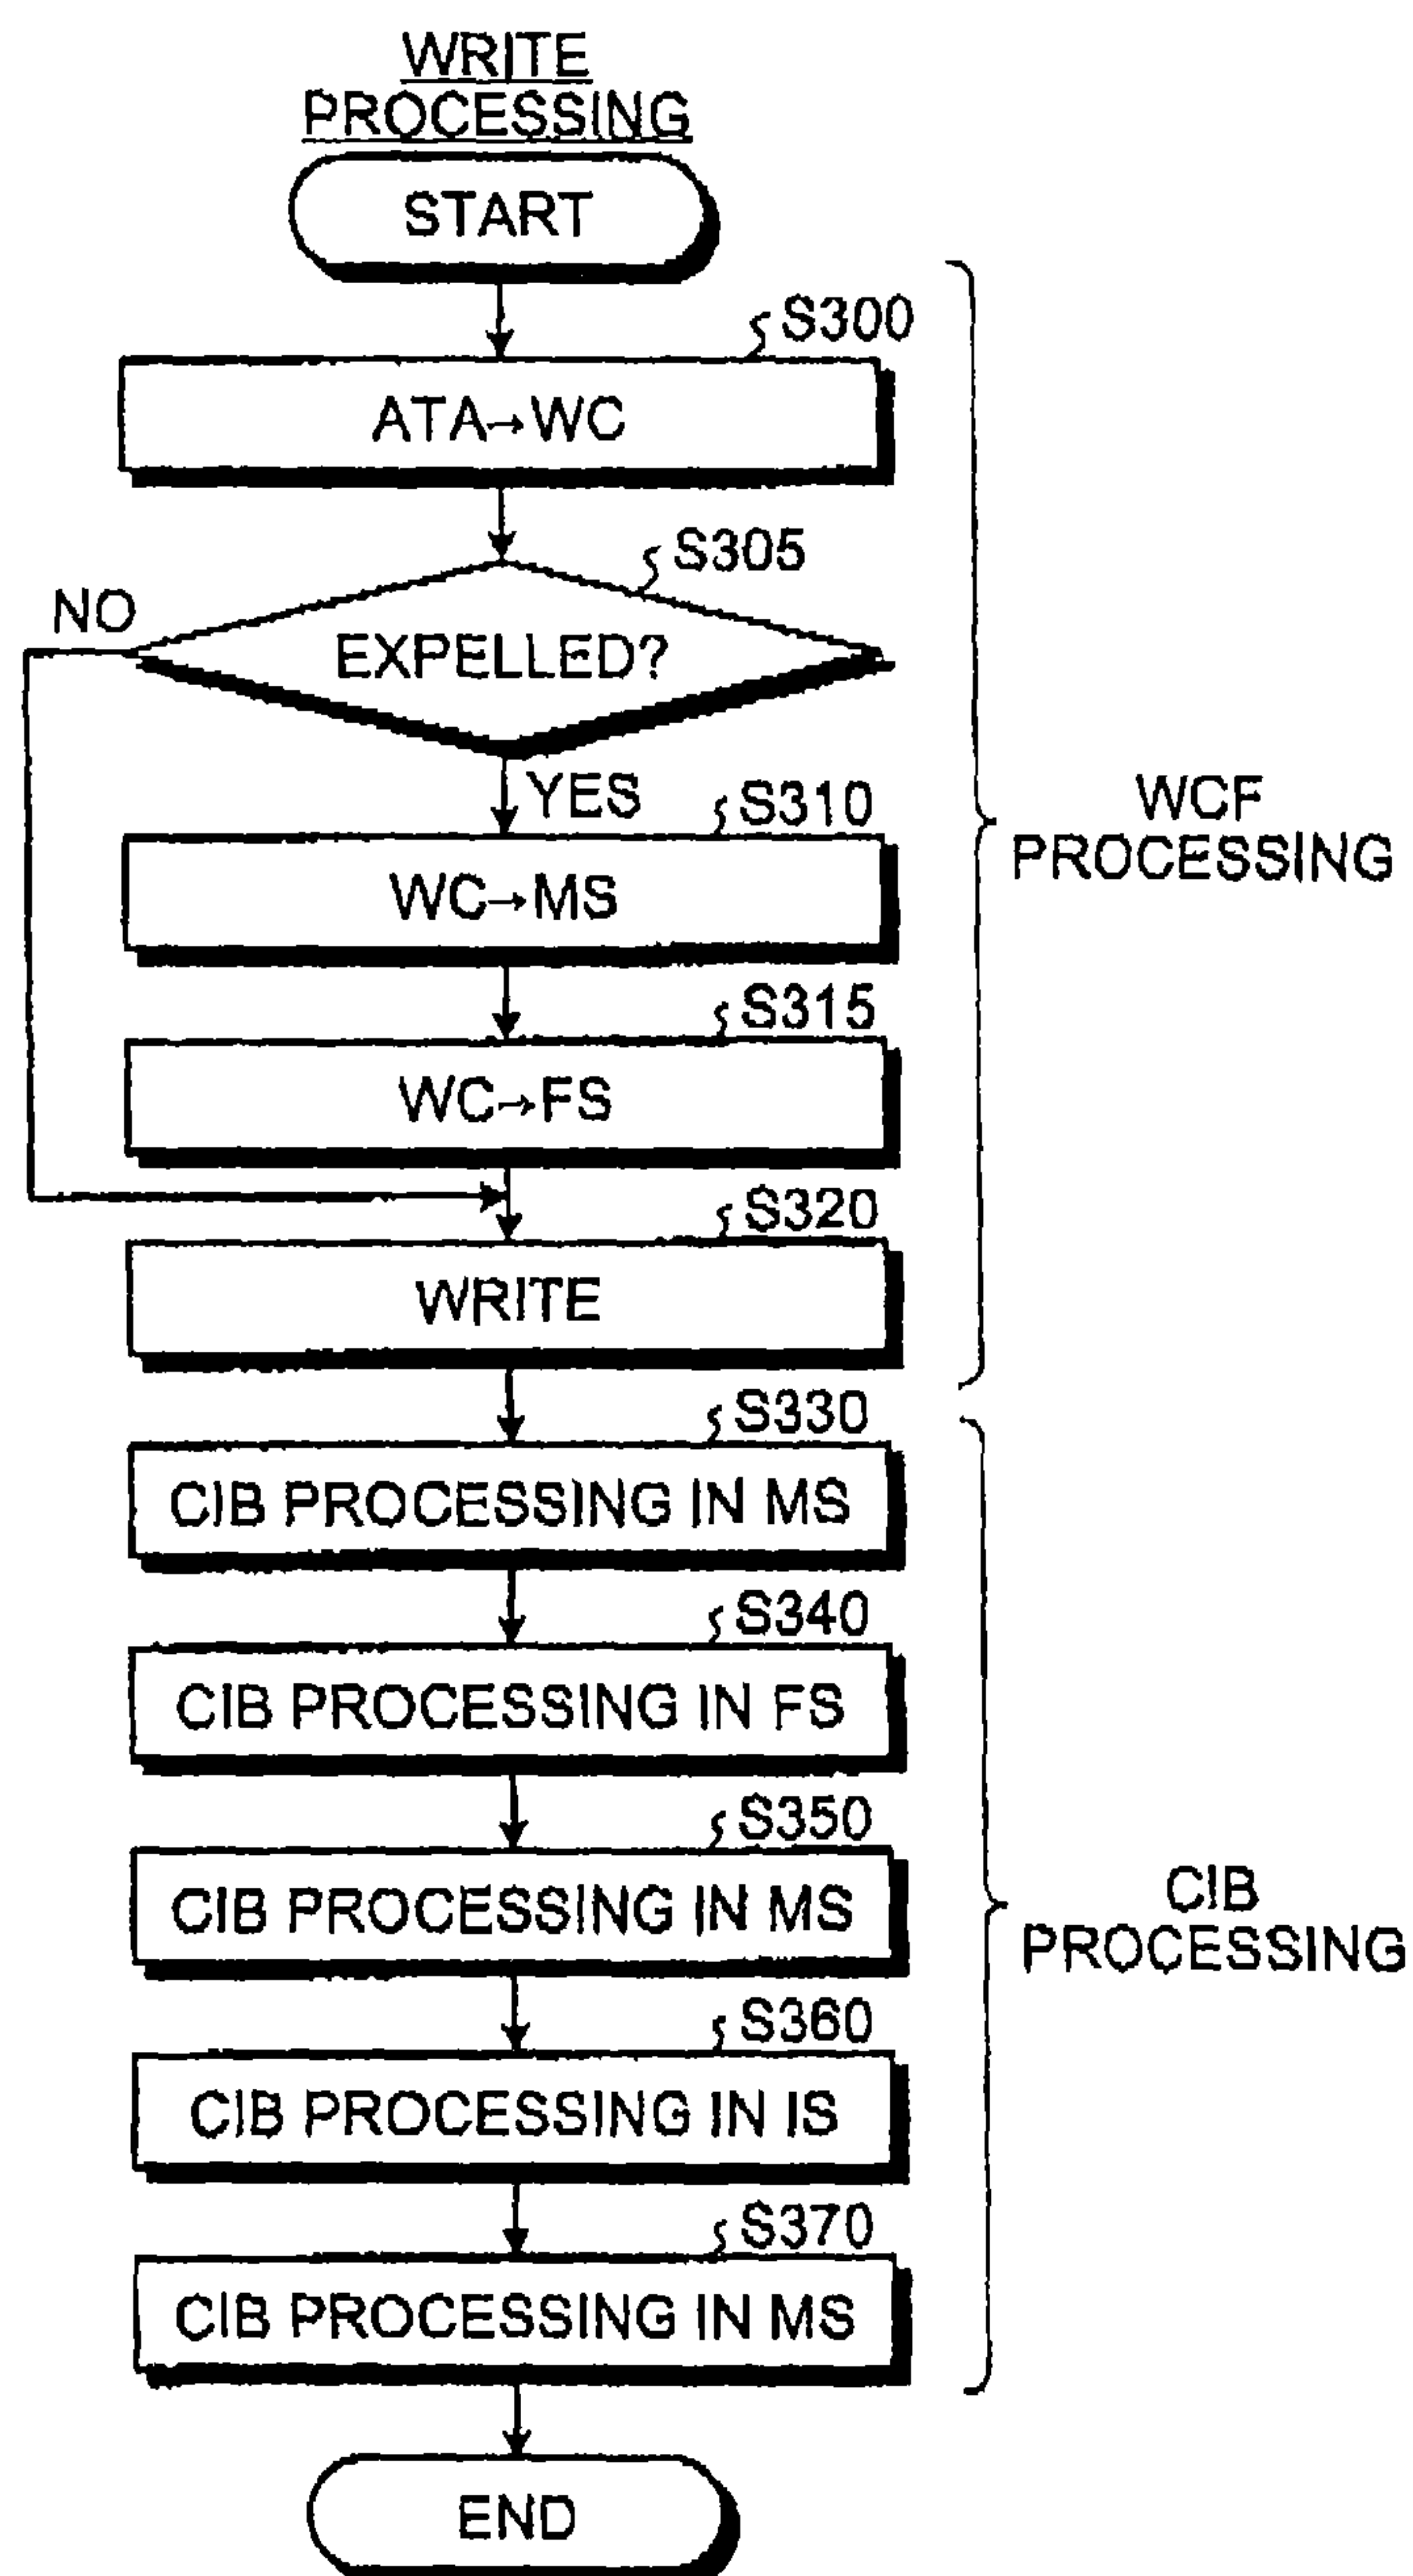 WRITE
PROCESSING
START
S300
ATA→WC
S305
NO
EXPELLED?
YES
S310
WC→MS
WCF
PROCESSING
S315
WC→FS
S320
WRITE
S330
CIB PROCESSING IN MS
S340
CIB PROCESSING IN FS
S350
CIB PROCESSING IN MS
CIB
PROCESSING
S360
CIB PROCESSING IN IS
S370
CIB PROCESSING IN MS
END